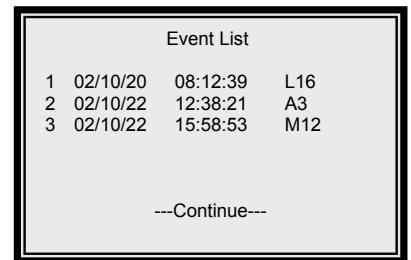 Event List
1 02/10/20 08:12:39 L16
2 02/10/22 12:38:21 A3
3 02/10/22 15:58:53 M12
---Continue---